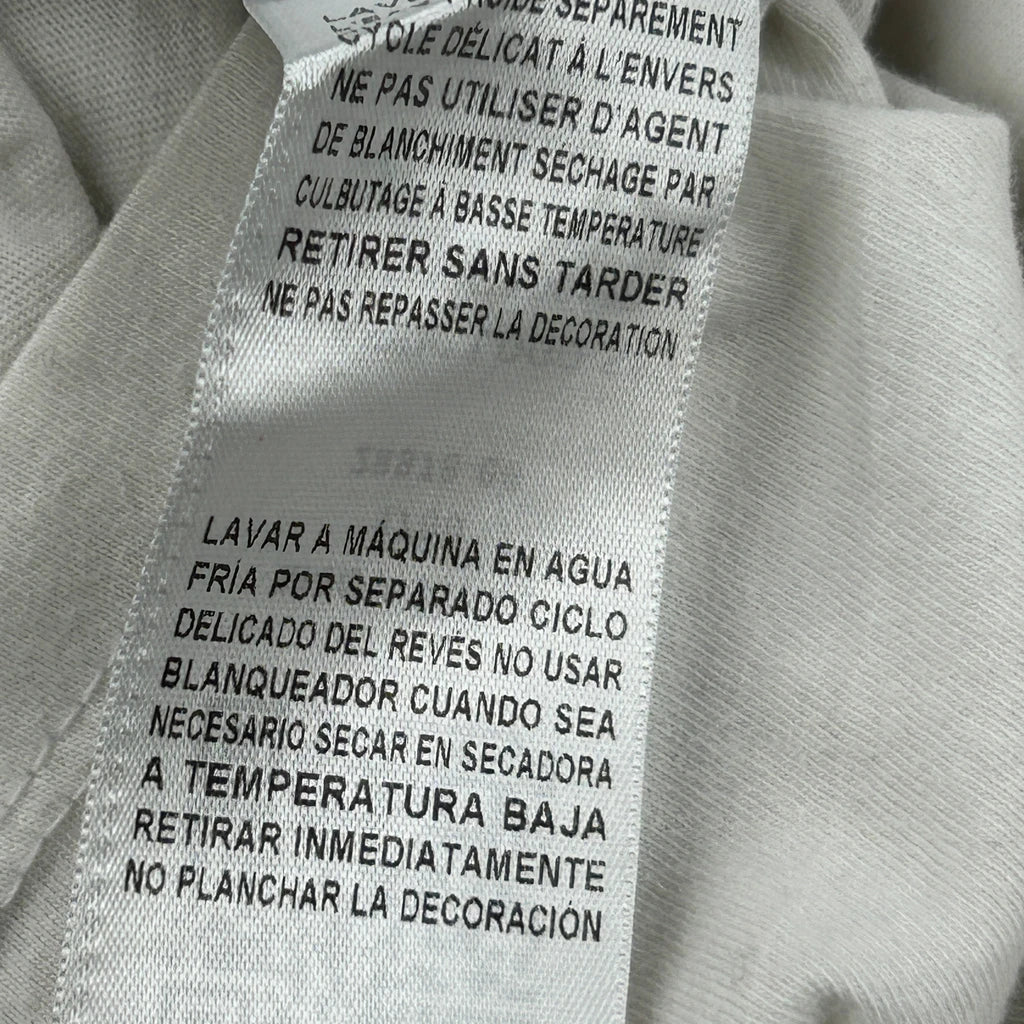 SEPAREMENT
CYCLE DÉLICAT À L'ENVERS
NE PAS UTILISER D'AGENT
DE BLANCHIMENT SÉCHAGE PAR
CULBUTAGE À BASSE TEMPERATURE
RETIRER SANS TARDER
NE PAS REPASSER LA DECORATION
LAVAR A MÁQUINA EN AGUA
FRÍA POR SEPARADO CICLO
DELICADO DEL REVÉS NO USAR
BLANQUEADOR CUANDO SEA
NECESARIO SECAR EN SECADORA
A TEMPERATURA BAJA
RETIRAR INMEDIATAMENTE
NO PLANCHAR LA DECORACIÓN